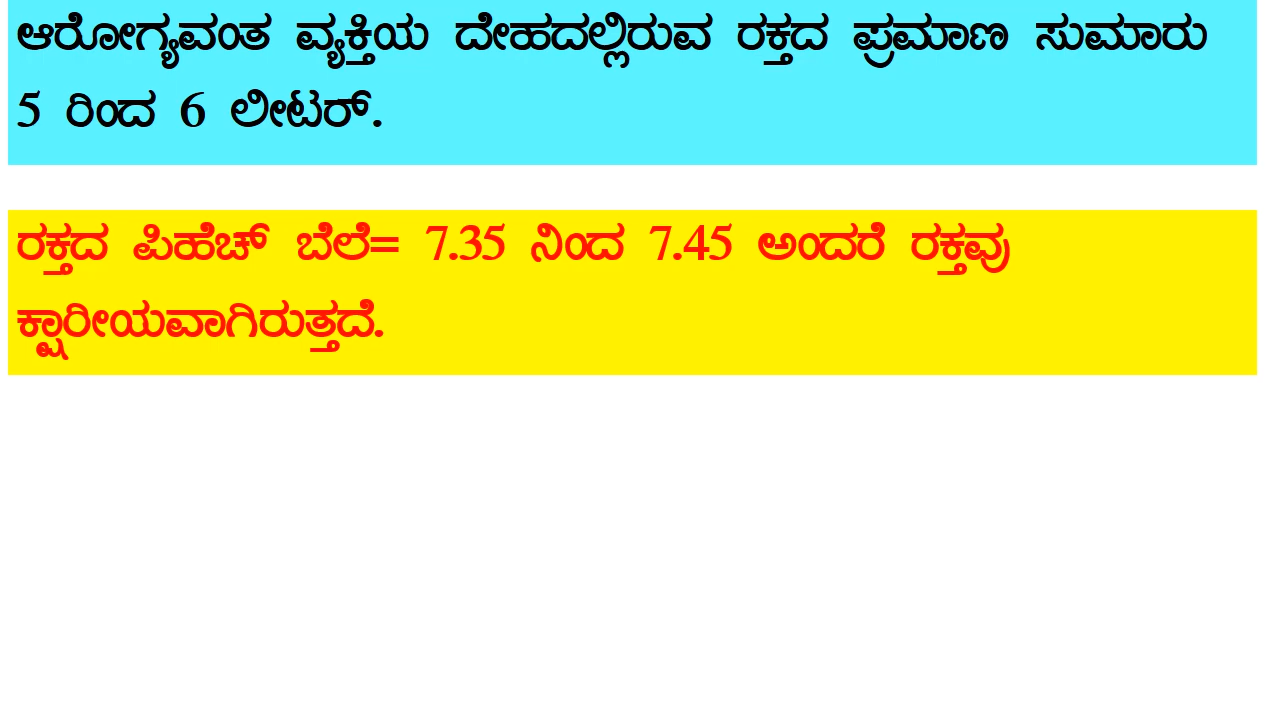 ಆರೋಗ್ಯವಂತ ವ್ಯಕ್ತಿಯ ದೇಹದಲ್ಲಿರುವ ರಕ್ತದ ಪ್ರಮಾಣ ಸುಮಾರು
5 ರಿಂದ 6 ಲೀಟರ್.
ರಕ್ತದ ಪಿಹೆಚ್ ಬೆಲೆ= 7.35 ನಿಂದ 7.45 ಅಂದರೆ ರಕ್ತವು
ಕ್ಷಾರೀಯವಾಗಿರುತ್ತದೆ.